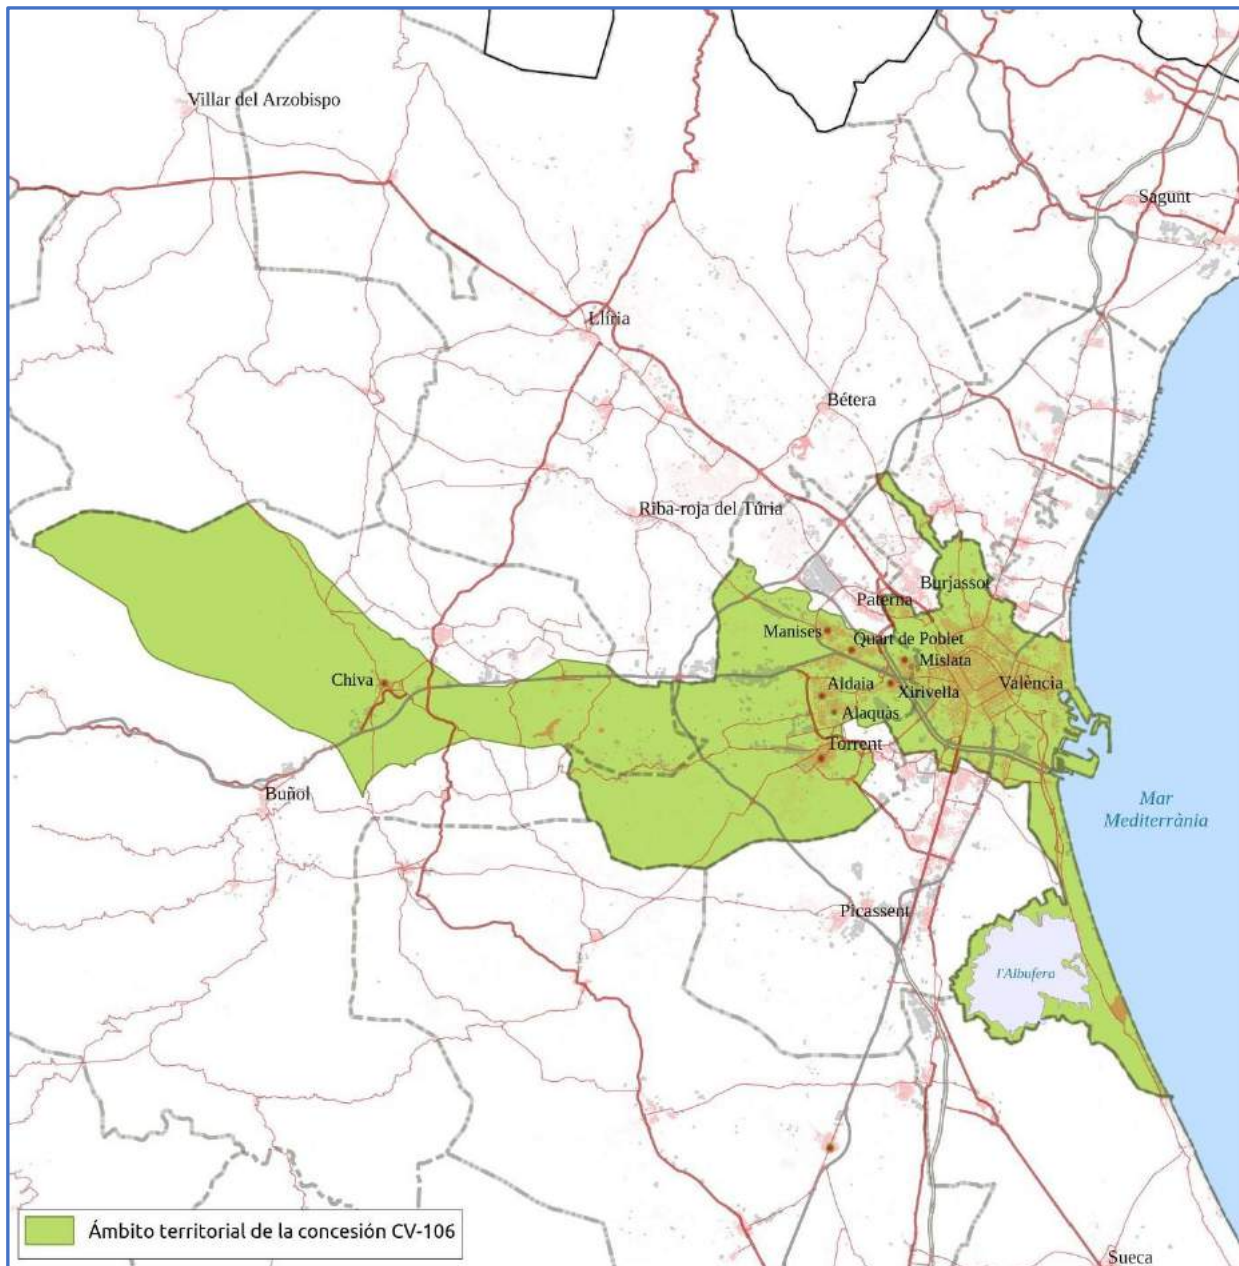 Villar del Arzobispo
Sagunt
Llíria
Bétera
Riba-roja del Túria
Burjassot
Paterna
Manises
Quart de Poblet
Mislata
Chiva
Aldaia
Xirivella
València
Alaquàs
Torrent
Buñol
Mar
Mediterrània
Picassent
l'Albufera
Ámbito territorial de la concesión CV-106
Sueca